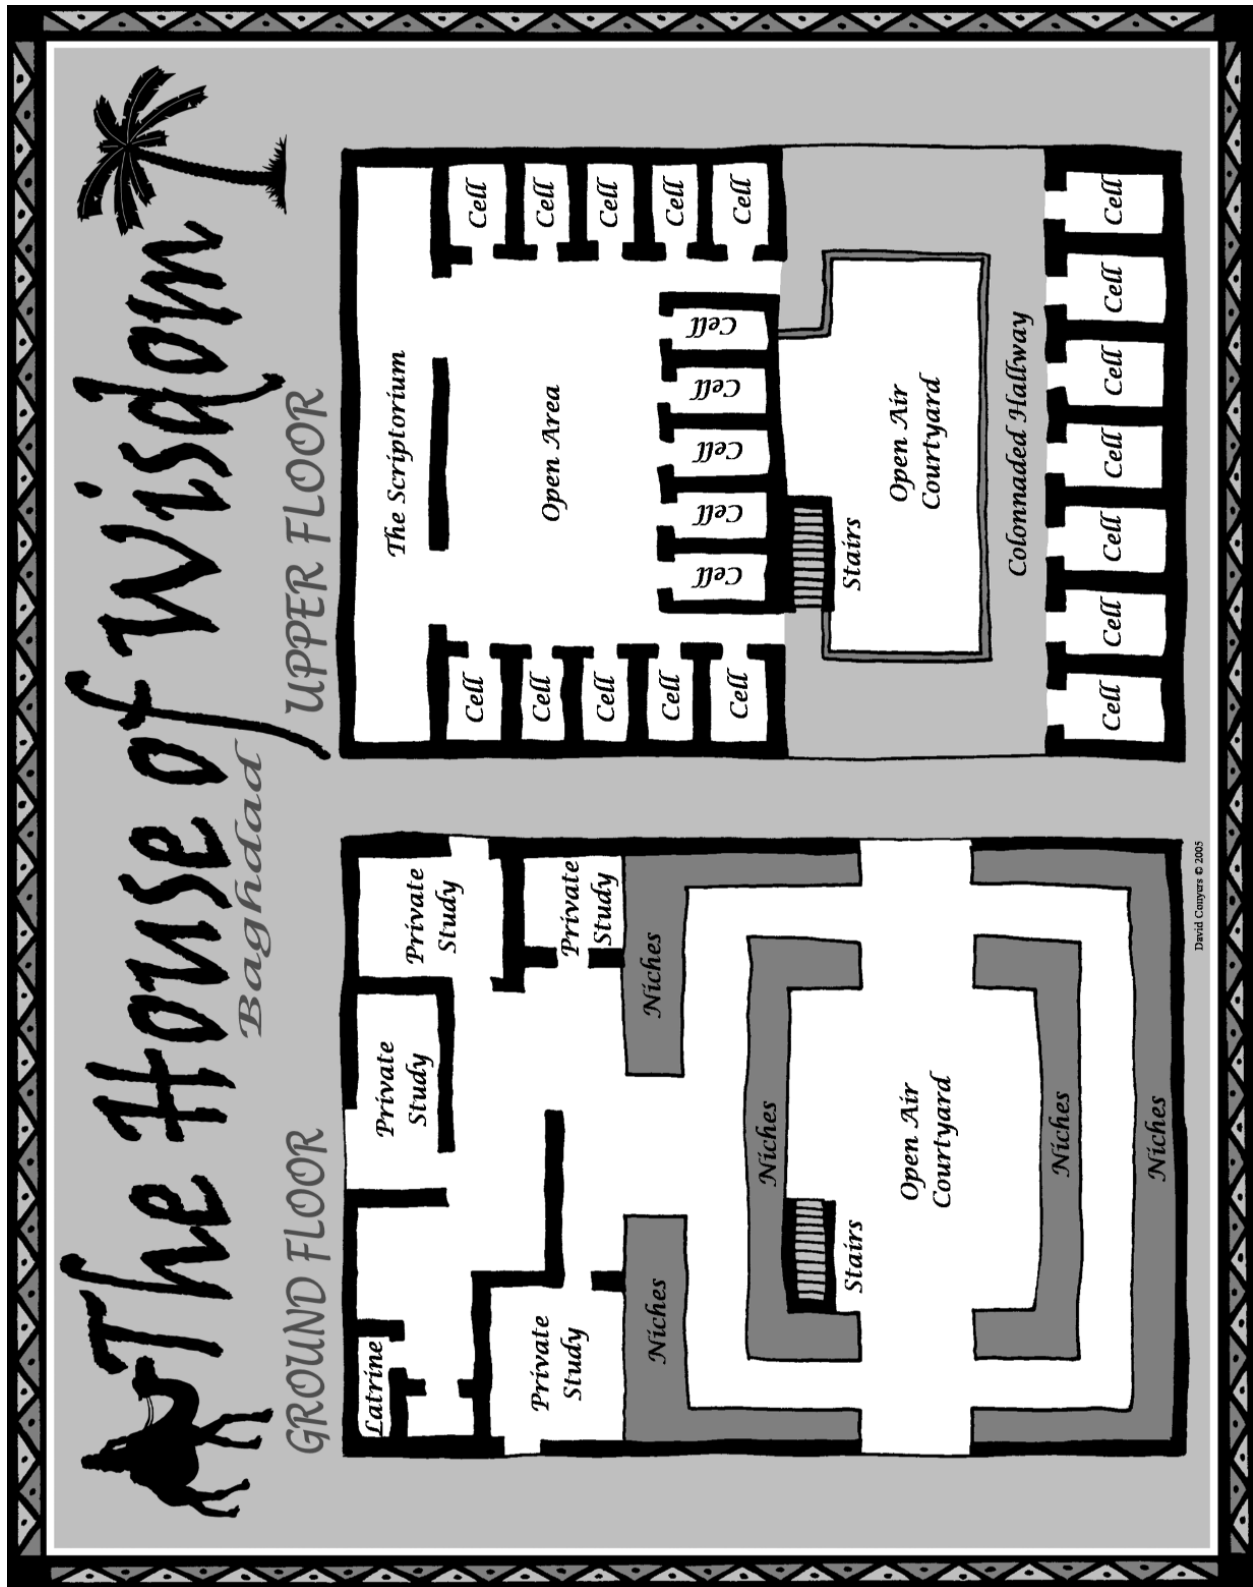 The House of Wisdom
Baghdad
GROUND FLOOR
Latrine
Private
Study
Private
Study
Private
Study
Private
Study
Niches
Niches
Niches
Stairs
Open Air
Courtyard
Niches
Niches
UPPER FLOOR
The Scriptorium
Cell
Cell
Cell
Cell
Cell
Open Area
Cell
Cell
Cell
Cell
Cell
Cell
Cell
Cell
Cell
Cell
Stairs
Open Air
Courtyard
Colonnaded Hallway
Cell
Cell
Cell
Cell
Cell
Cell
Cell
David Conyers © 2005